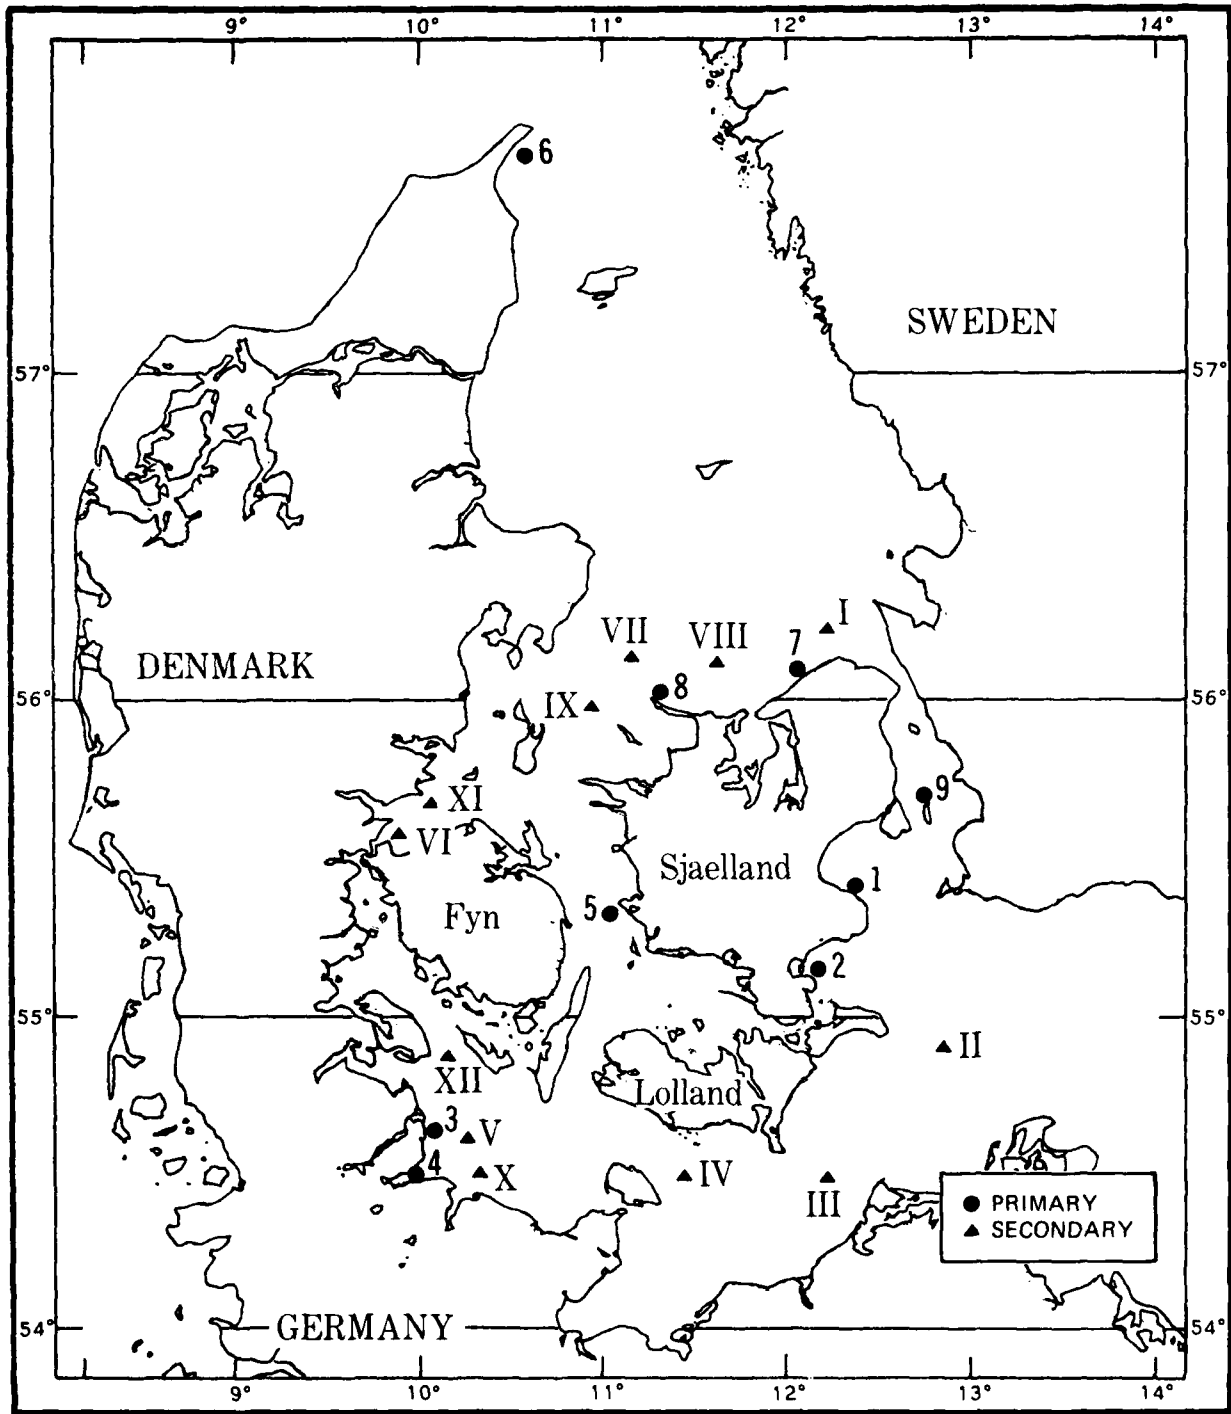 9° 10° 11° 12° 13° 14°
6
SWEDEN
57° 57°
I
VII VIII 7
DENMARK
8
56° 56°
IX
9
XI
VI
Sjaelland
1
Fyn
5
2
55° 55°
II
XII
Lolland
3
V
4
X
IV
III
PRIMARY
SECONDARY
GERMANY
54° 54°
9° 10° 11° 12° 13° 14°